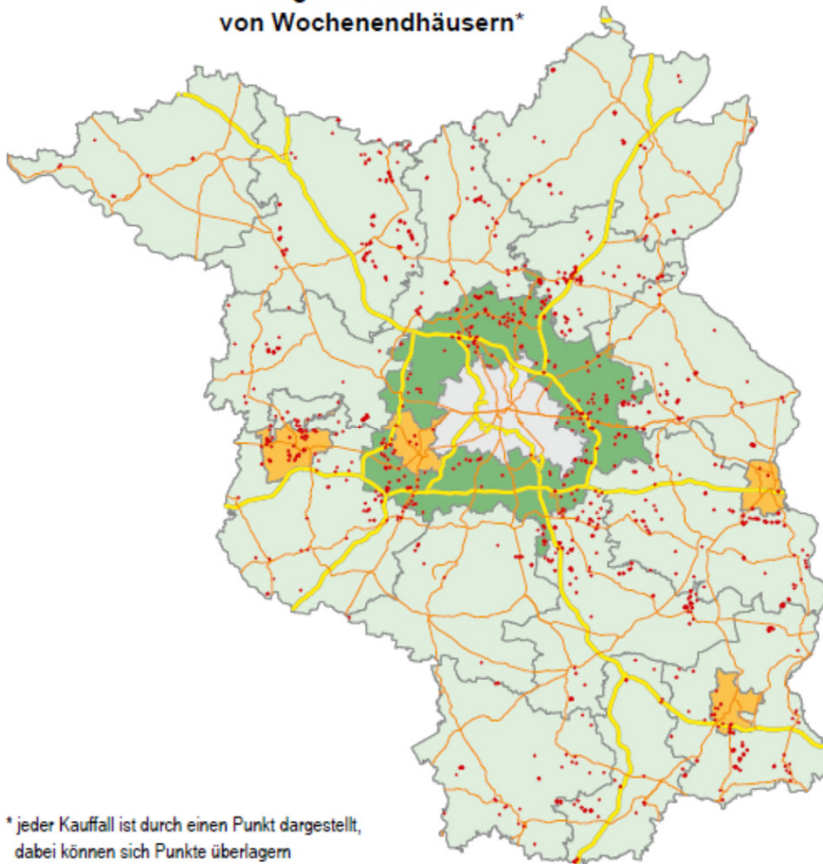 von Wochenendhäusern*
* jeder Kauffall ist durch einen Punkt dargestellt,
dabei können sich Punkte überlagern